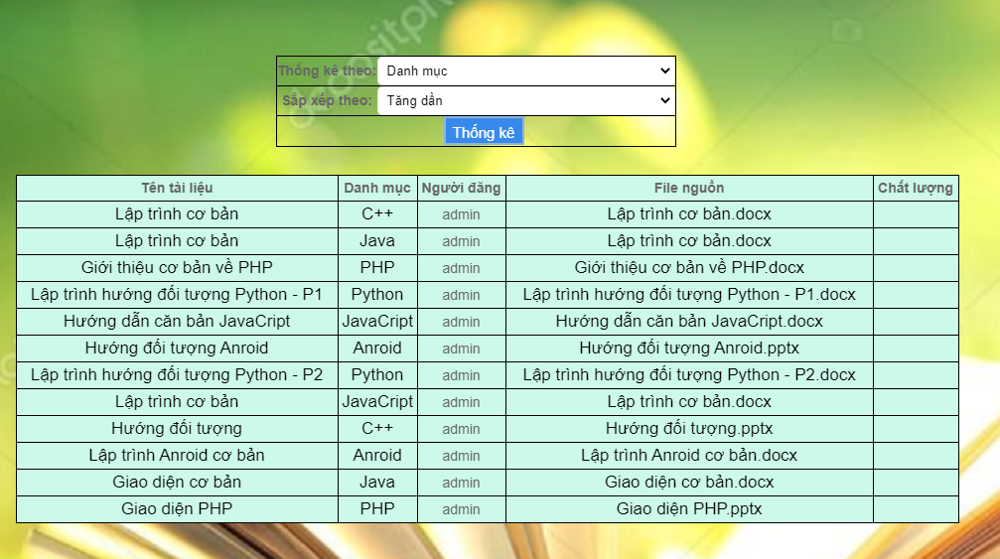 depositph
Thống kê theo: Danh mục
Sắp xếp theo: Tăng dần
Thống kê
Tên tài liệu Danh mục Người đăng File nguồn Chất lượng
Lập trình cơ bản C++ admin Lập trình cơ bản.docx
Lập trình cơ bản Java admin Lập trình cơ bản.docx
Giới thiệu cơ bản về PHP PHP admin Giới thiệu cơ bản về PHP.docx
Lập trình hướng đối tượng Python - P1 Python admin Lập trình hướng đối tượng Python - P1.docx
Hướng dẫn căn bản JavaCript JavaCript admin Hướng dẫn căn bản JavaCript.docx
Hướng đối tượng Anroid Anroid admin Hướng đối tượng Anroid.pptx
Lập trình hướng đối tượng Python - P2 Python admin Lập trình hướng đối tượng Python - P2.docx
Lập trình cơ bản JavaCript admin Lập trình cơ bản.docx
Hướng đối tượng C++ admin Hướng đối tượng.pptx
Lập trình Anroid cơ bản Anroid admin Lập trình Anroid cơ bản.docx
Giao diện cơ bản Java admin Giao diện cơ bản.docx
Giao diện PHP PHP admin Giao diện PHP.pptx